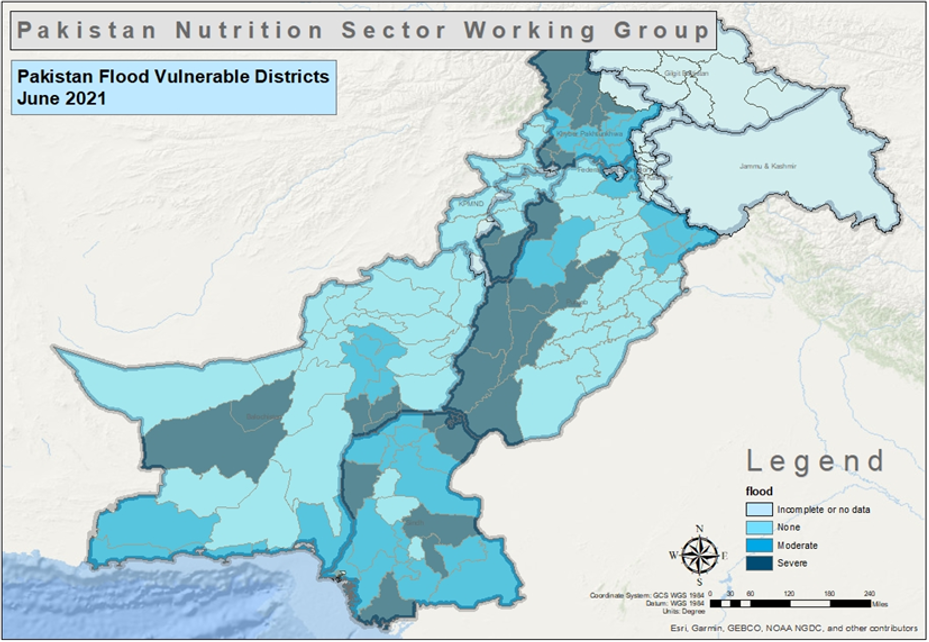 Pakistan Nutrition Sector Working Group
Pakistan Flood Vulnerable Districts
June 2021
Gilgit Baltistan
Khyber Pakhtunkhwa
Jammu & Kashmir
KPMND
Punjab
Balochistan
Sindh
Legend
flood
Incomplete or no data
None
Moderate
Severe
N
W E
S
Coordinate System: GCS WGS 1984
Datum: WGS 1984
Units: Degree
0 30 60 120 180 240
Miles
Esri, Garmin, GEBCO, NOAA NGDC, and other contributors